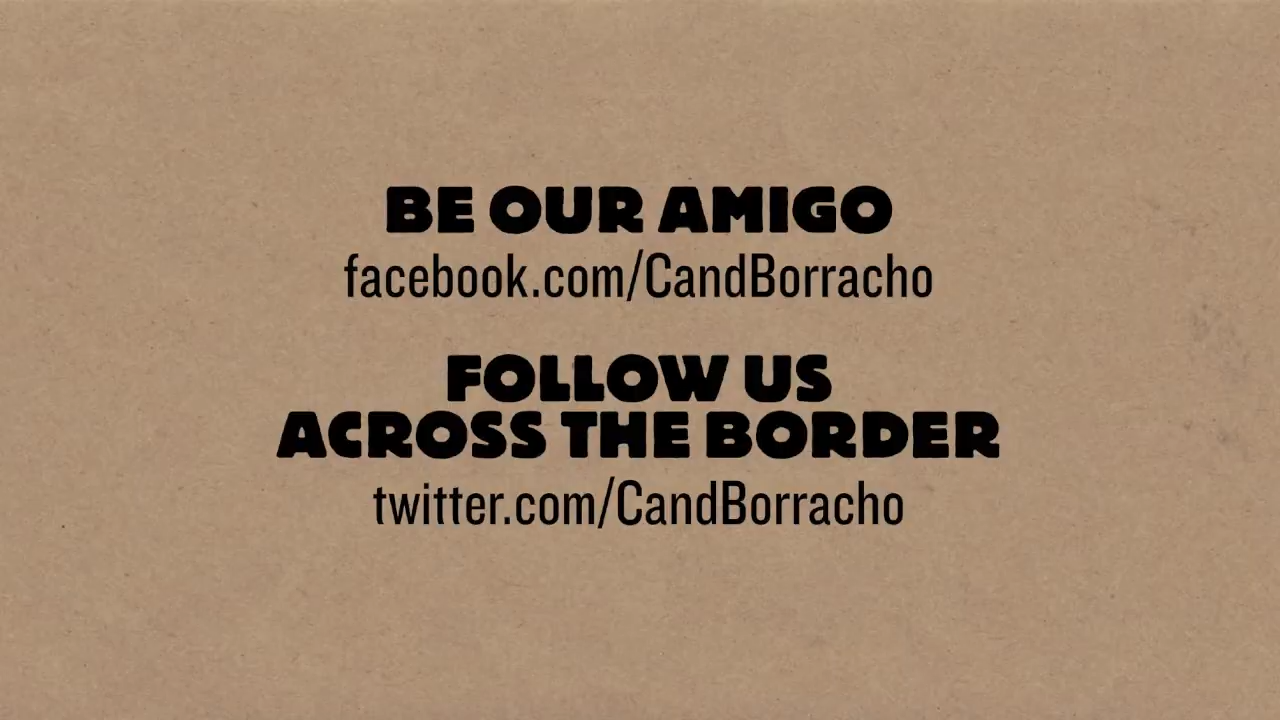 BE OUR AMIGO
facebook.com/CandBorracho
FOLLOW US
ACROSS THE BORDER
twitter.com/CandBorracho